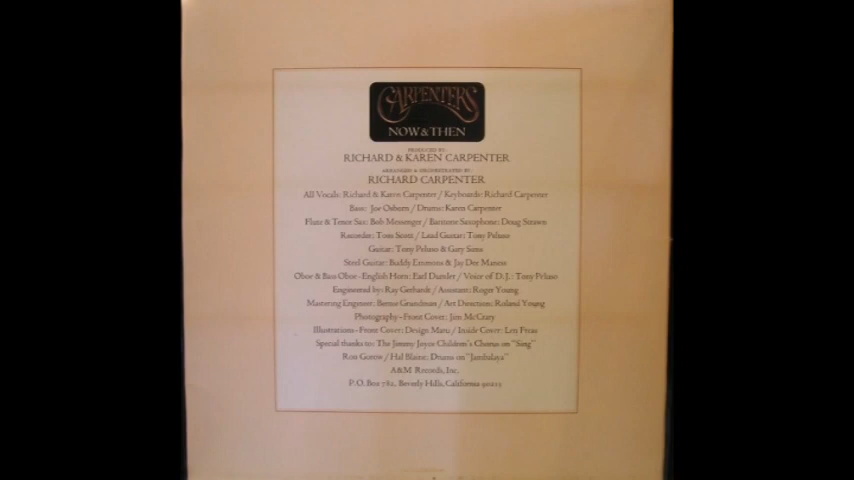 CARPENTERS
NOW & THEN
PRODUCED BY:
RICHARD & KAREN CARPENTER
ARRANGED & ORCHESTRATED BY:
RICHARD CARPENTER
All Vocals: Richard & Karen Carpenter / Keyboards: Richard Carpenter
Bass: Joe Osburn / Drums: Karen Carpenter
Flute & Tenor Sax: Bob Messenger / Baritone Saxophone: Doug Strawn
Recorder: Tom Scott / Lead Guitar: Tony Peluso
Guitar: Tony Peluso & Gary Sims
Steel Guitar: Buddy Emmons & Jay Dee Maness
Oboe & Bass Oboe - English Horn: Earl Dumler / Voice of D.J.: Tony Peluso
Engineered by: Ray Gerhardt / Assistant: Roger Young
Mastering Engineer: Bernie Grundman / Art Direction: Roland Young
Photography - Front Cover: Jim McCrary
Illustrations - Front Cover: Design Maru / Inside Cover: Len Freas
Special thanks to: The Jimmy Joyce Children's Chorus on "Sing"
Ron Gorow / Hal Blaine: Drums on "Jambalaya"
A&M Records, Inc.
P.O. Box 782, Beverly Hills, California 90213